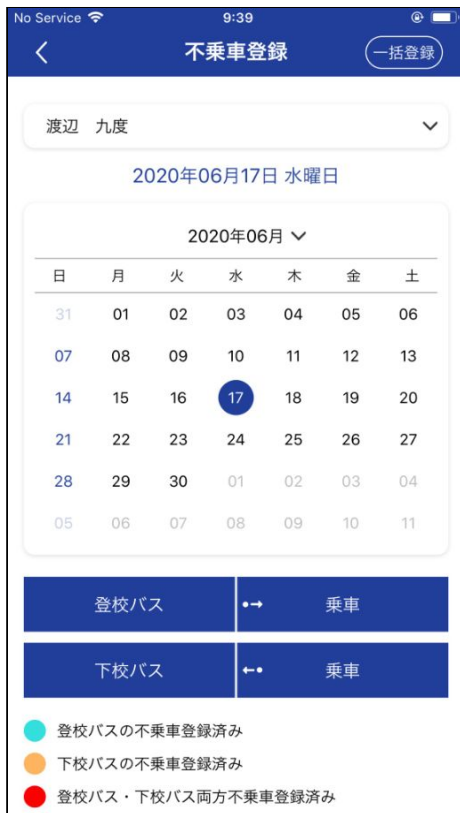 No Service 9:39
不乗車登録 一括登録
渡辺 九度
2020年06月17日 水曜日
2020年06月
日 月 火 水 木 金 土
31 01 02 03 04 05 06
07 08 09 10 11 12 13
14 15 16 17 18 19 20
21 22 23 24 25 26 27
28 29 30 01 02 03 04
05 06 07 08 09 10 11
登校バス 乗車
下校バス 乗車
登校バスの不乗車登録済み
下校バスの不乗車登録済み
登校バス・下校バス両方不乗車登録済み